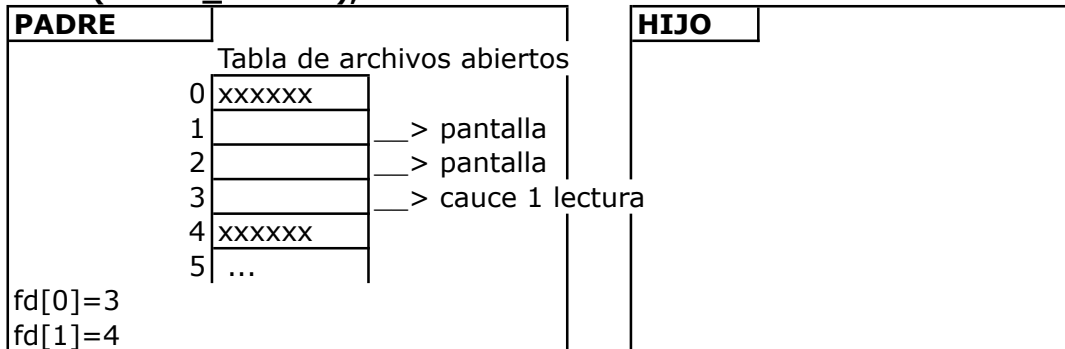 PADRE HIJO
Tabla de archivos abiertos
0 xxxxxx
1 __> pantalla
2 __> pantalla
3 __> cauce 1 lectura
4 xxxxxx
5 ...
fd[0]=3
fd[1]=4